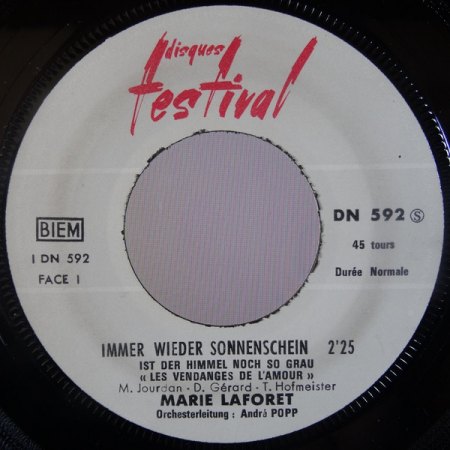 disques
festival
BIEM
1 DN 592
FACE 1
DN 592 S
45 tours
Durée Normale
IMMER WIEDER SONNENSCHEIN 2'25
IST DER HIMMEL NOCH SO GRAU
« LES VENDANGES DE L'AMOUR »
M. Jourdan - D. Gérard - T. Hofmeister
MARIE LAFORET
Orchesterleitung : André POPP